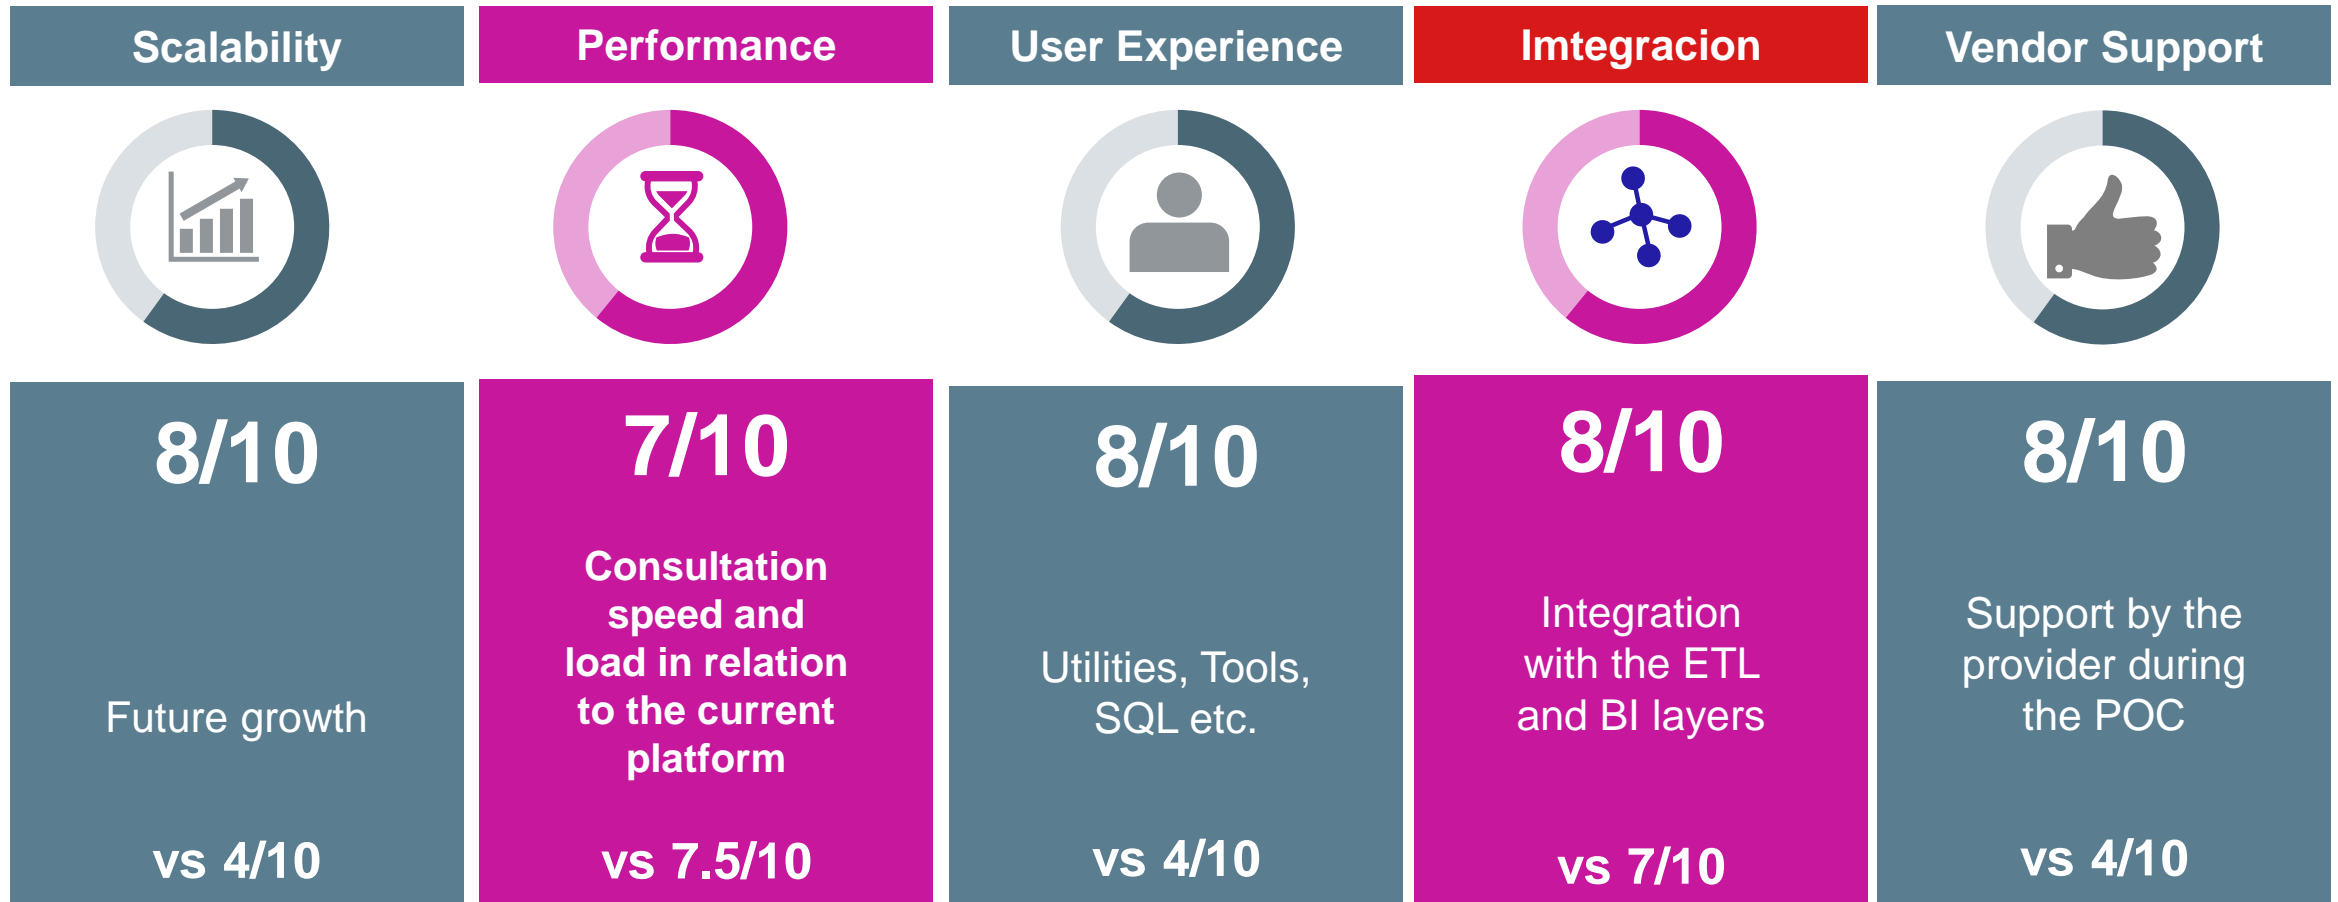 Scalability
Performance
User Experience
Imtegracion
Vendor Support
8/10
Future growth
vs 4/10
7/10
Consultation
speed and
load in relation
to the current
platform
vs 7.5/10
8/10
Utilities, Tools,
SQL etc.
vs 4/10
8/10
Integration
with the ETL
and BI layers
vs 7/10
8/10
Support by the
provider during
the POC
vs 4/10